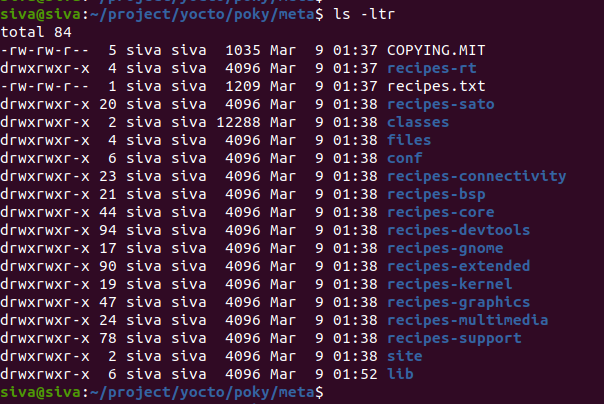 siva@siva:~/project/yocto/poky/meta$ ls -ltr
total 84
-rw-rw-r--  5 siva siva  1035 Mar  9 01:37 COPYING.MIT
drwxrwxr-x  4 siva siva  4096 Mar  9 01:37 recipes-rt
-rw-rw-r--  1 siva siva  1209 Mar  9 01:37 recipes.txt
drwxrwxr-x 20 siva siva  4096 Mar  9 01:38 recipes-sato
drwxrwxr-x  2 siva siva 12288 Mar  9 01:38 classes
drwxrwxr-x  4 siva siva  4096 Mar  9 01:38 files
drwxrwxr-x  6 siva siva  4096 Mar  9 01:38 conf
drwxrwxr-x 23 siva siva  4096 Mar  9 01:38 recipes-connectivity
drwxrwxr-x 21 siva siva  4096 Mar  9 01:38 recipes-bsp
drwxrwxr-x 44 siva siva  4096 Mar  9 01:38 recipes-core
drwxrwxr-x 94 siva siva  4096 Mar  9 01:38 recipes-devtools
drwxrwxr-x 17 siva siva  4096 Mar  9 01:38 recipes-gnome
drwxrwxr-x 90 siva siva  4096 Mar  9 01:38 recipes-extended
drwxrwxr-x 19 siva siva  4096 Mar  9 01:38 recipes-kernel
drwxrwxr-x 47 siva siva  4096 Mar  9 01:38 recipes-graphics
drwxrwxr-x 24 siva siva  4096 Mar  9 01:38 recipes-multimedia
drwxrwxr-x 78 siva siva  4096 Mar  9 01:38 recipes-support
drwxrwxr-x  2 siva siva  4096 Mar  9 01:38 site
drwxrwxr-x  6 siva siva  4096 Mar  9 01:52 lib
siva@siva:~/project/yocto/poky/meta$